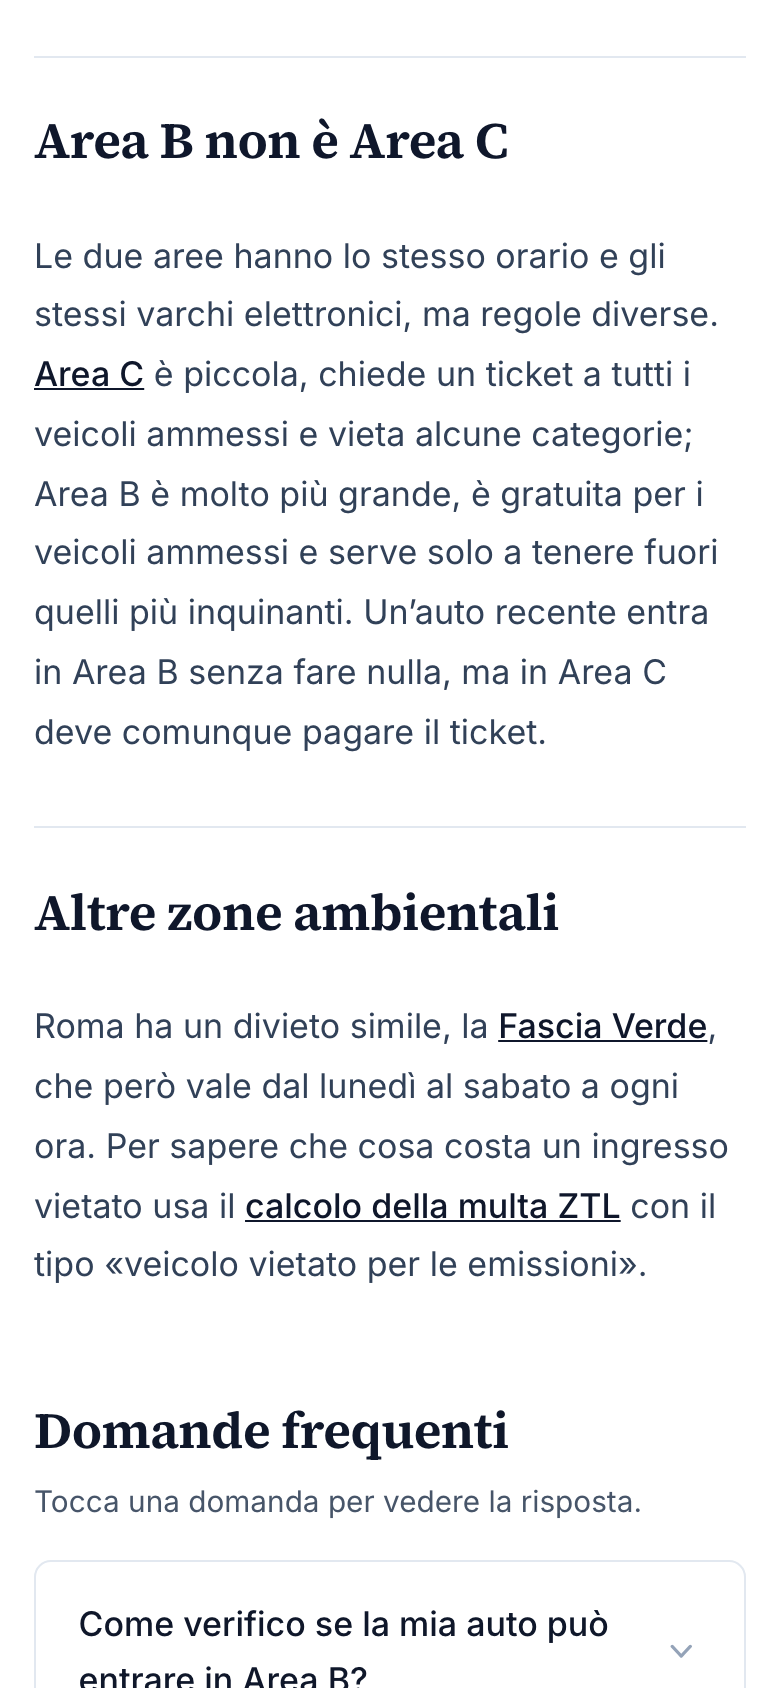 Area B non è Area C
Le due aree hanno lo stesso orario e gli
stessi varchi elettronici, ma regole diverse.
Area C è piccola, chiede un ticket a tutti i
veicoli ammessi e vieta alcune categorie;
Area B è molto più grande, è gratuita per i
veicoli ammessi e serve solo a tenere fuori
quelli più inquinanti. Un’auto recente entra
in Area B senza fare nulla, ma in Area C
deve comunque pagare il ticket.
Altre zone ambientali
Roma ha un divieto simile, la Fascia Verde,
che però vale dal lunedì al sabato a ogni
ora. Per sapere che cosa costa un ingresso
vietato usa il calcolo della multa ZTL con il
tipo «veicolo vietato per le emissioni».
Domande frequenti
Tocca una domanda per vedere la risposta.
Come verifico se la mia auto può
entrare in Area B?